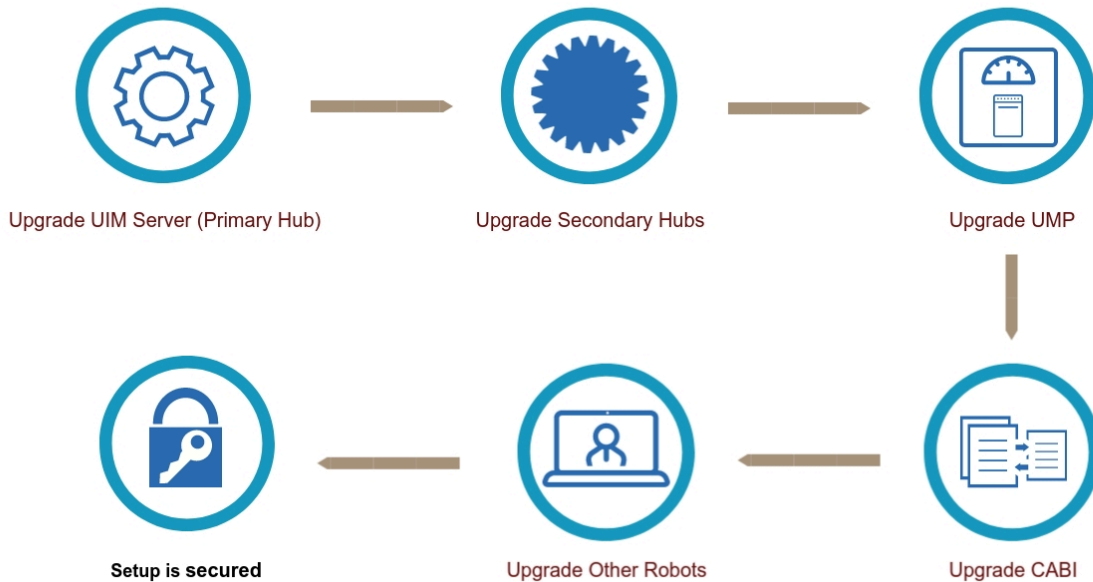 Upgrade UIM Server (Primary Hub)
Upgrade Secondary Hubs
Upgrade UMP
Setup is secured
Upgrade Other Robots
Upgrade CABI